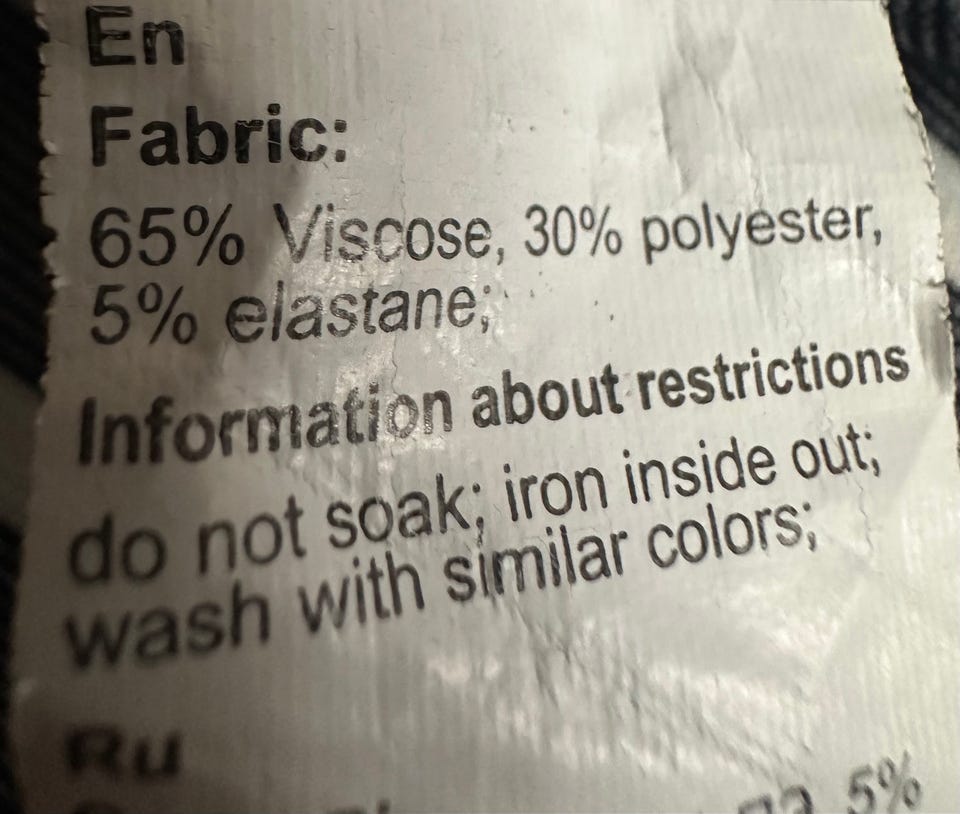 En
Fabric:
65% Viscose, 30% polyester,
5% elastane;
Information about restrictions
do not soak; iron inside out;
wash with similar colors;
Ru
5%